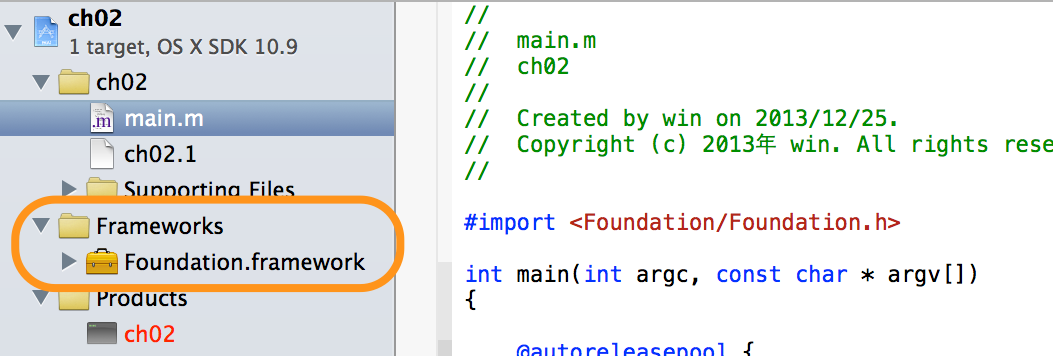 ch02
1 target, OS X SDK 10.9
ch02
main.m
ch02.1
Supporting Files
Frameworks
Foundation.framework
Products
ch02
//
// main.m
// ch02
//
// Created by win on 2013/12/25.
// Copyright (c) 2013年 win. All rights rese
//
#import <Foundation/Foundation.h>
int main(int argc, const char * argv[])
{
@autoreleasepool {